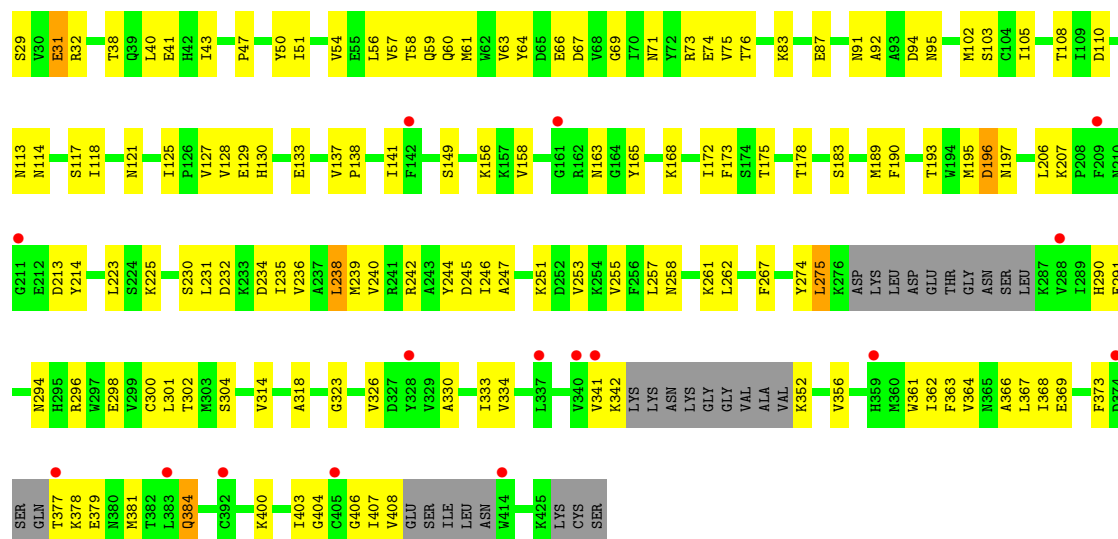 S29 V30 E31 R32 T38 Q39 L40 E41 H42 I43 P47 Y50 I51 V54 E55 L56 V57 T58 Q59 Q60 M61 W62 V63 Y64 D65 E66 D67 V68 G69 I70 N71 Y72 R73 E74 V75 T76 K83 E87 N91 A92 A93 D94 N95 M102 S103 C104 I105 T108 I109 D110
N113 N114 S117 I118 N121 I125 P126 V127 V128 E129 H130 E133 V137 P138 I141 F142 S149 K156 K157 V158 G161 R162 N163 G164 Y165 K168 I172 F173 S174 T175 T178 S183 M189 F190 T193 W194 M195 D196 N197 L206 K207 P208 F209 N210
G211 E212 D213 Y214 L223 S224 K225 S230 L231 D232 K233 D234 I235 V236 A237 L238 M239 V240 R241 R242 A243 Y244 D245 I246 A247 K251 D252 V253 K254 V255 F256 L257 N258 K261 L262 F267 Y274 L275 K276 ASP LYS LEU ASP GLU THR GLY ASN SER LEU K287 V288 I289 H290 E291
N294 H295 R296 W297 E298 V299 C300 L301 T302 M303 S304 V314 A318 G323 V326 D327 Y328 V329 A330 I333 V334 L337 V340 V341 K342 LYS LYS ASN LYS GLY GLY VAL ALA VAL K352 V356 H359 M360 W361 I362 F363 V364 N365 A366 L367 I368 E369 F373 D374
SER GLN T377 K378 E379 N380 M381 T382 L383 Q384 C392 K400 I403 G404 C405 G406 I407 V408 GLU SER ILE LEU ASN W414 K425 LYS CYS SER